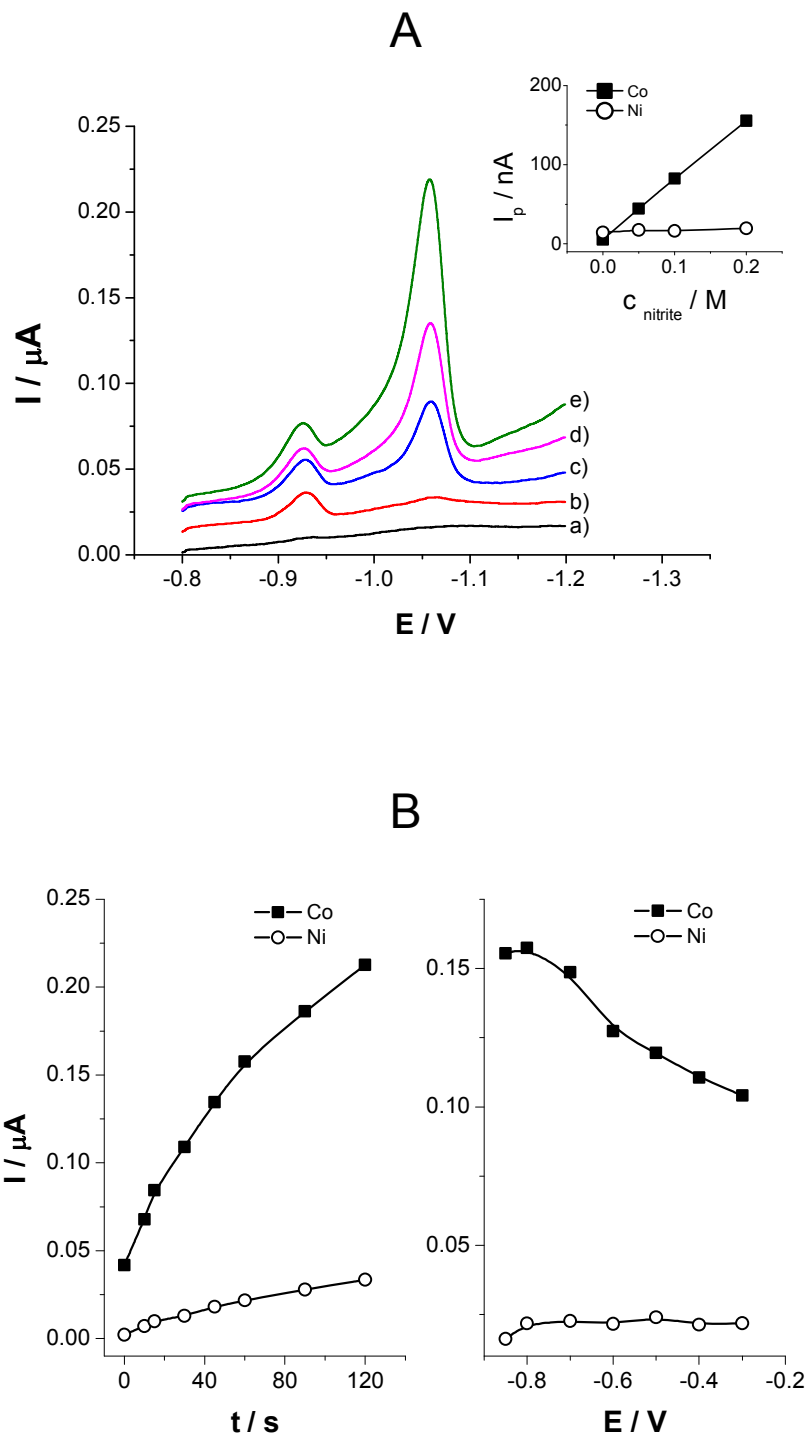 A
Co
Ni
200
100
0
I p / nA
0.0 0.1 0.2
c nitrite / M
0.25
0.20
0.15
0.10
0.05
0.00
I / μA
e)
d)
c)
b)
a)
-0.8 -0.9 -1.0 -1.1 -1.2 -1.3
E / V
B
Co
Ni
0.25
0.20
0.15
0.10
0.05
0.00
I / μA
0 40 80 120
t / s
Co
Ni
0.15
0.10
0.05
-0.8 -0.6 -0.4 -0.2
E / V